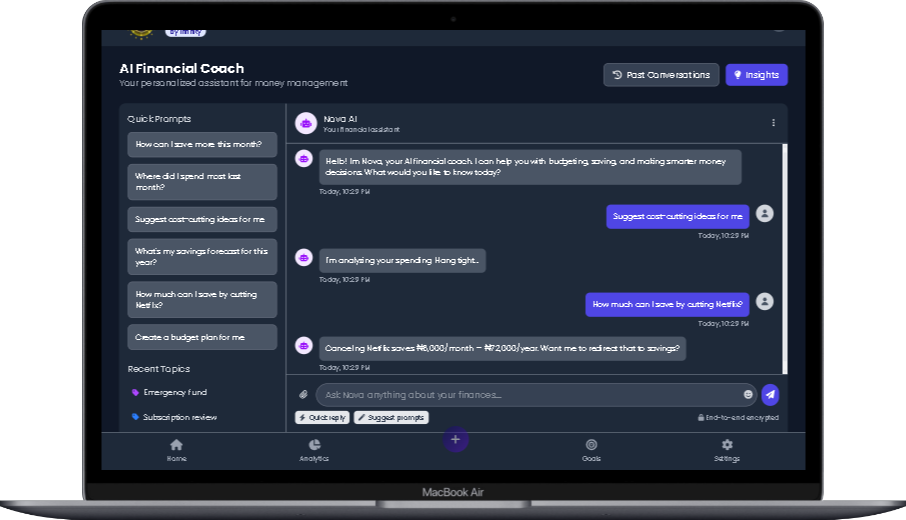 AI Financial Coach
Your personalized assistant for money management
Past Conversations
Insights
Quick Prompts
How can I save more this month?
Where did I spend most last
month?
Suggest cost-cutting ideas for me
What's my savings forecast for this
year?
How much can I save by cutting
Netflix?
Create a budget plan for me
Recent Topics
Emergency fund
Subscription review
Nova AI
Your financial assistant
Hello! I'm Nova, your AI financial coach. I can help you with budgeting, saving, and making smarter money
decisions. What would you like to know today?
Today, 10:29 PM
Suggest cost-cutting ideas for me
Today, 10:29 PM
I'm analysing your spending. Hang tight...
Today, 10:29 PM
How much can I save by cutting Netflix?
Today, 10:29 PM
Canceling Netflix saves ₦6,000/month — ₦72,000/year. Want me to redirect that to savings?
Today, 10:29 PM
Ask Nova anything about your finances...
Quick reply
Suggest prompts
End-to-end encrypted
Home
Analytics
+
Goals
Settings
MacBook Air